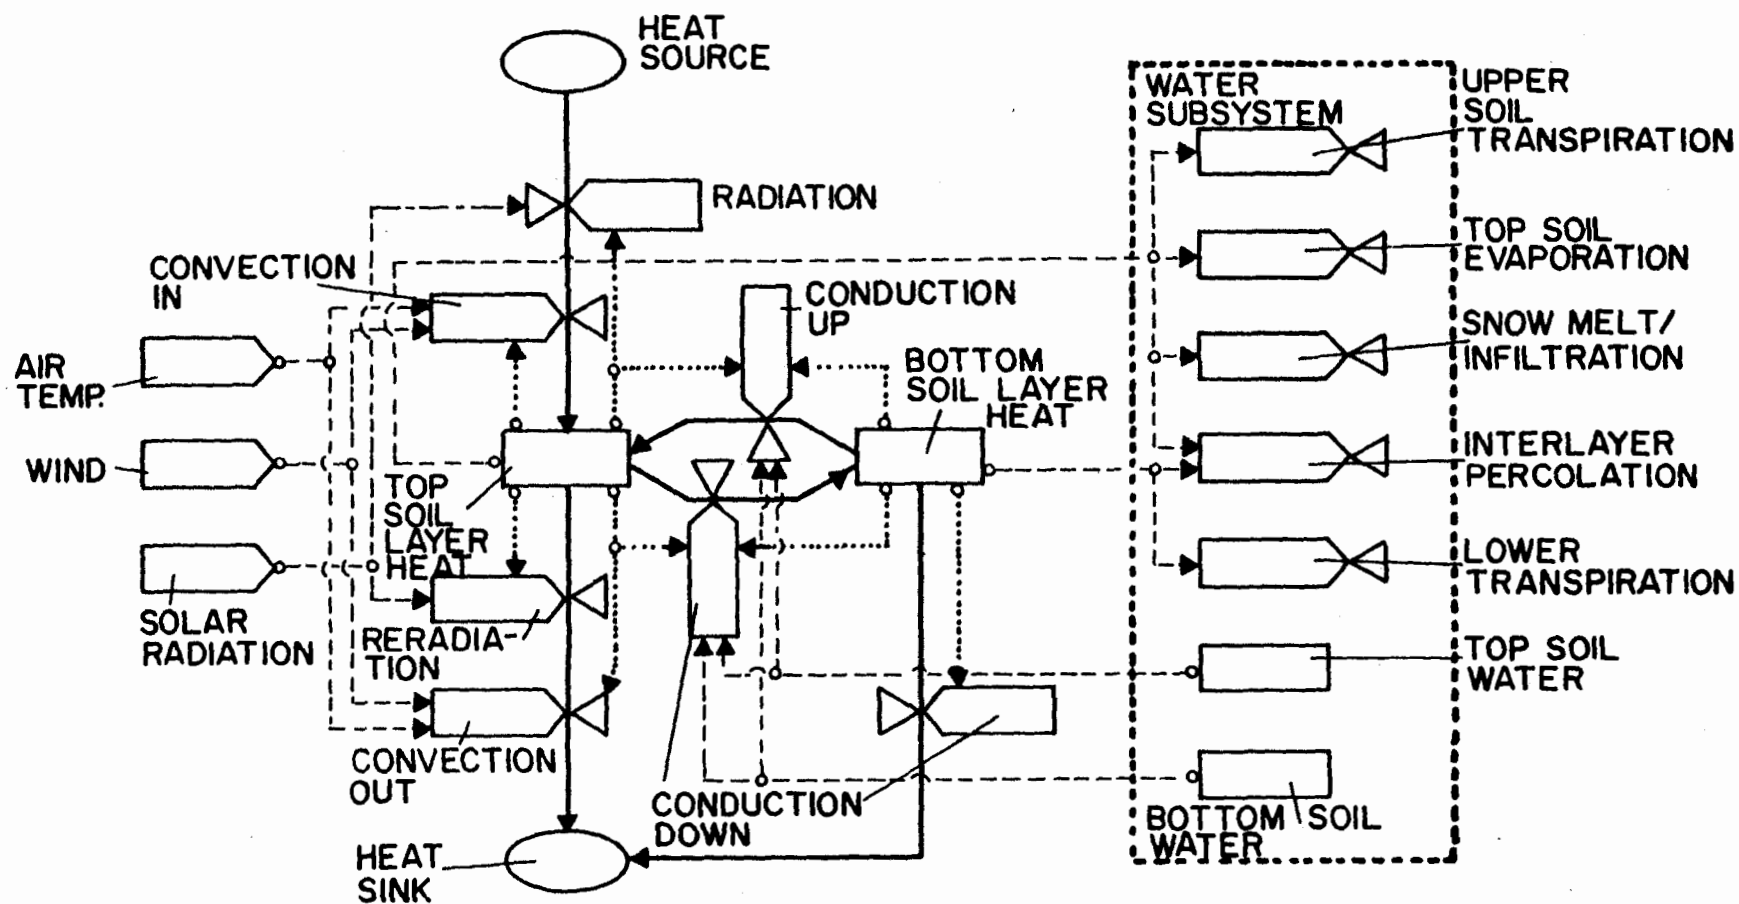 HEAT
SOURCE
WATER
SUBSYSTEM
UPPER
SOIL
TRANSPIRATION
RADIATION
TOP SOIL
EVAPORATION
CONVECTION
IN
CONDUCTION
UP
SNOW MELT/
INFILTRATION
AIR
TEMP.
BOTTOM
SOIL LAYER
HEAT
WIND
INTERLAYER
PERCOLATION
TOP
SOIL
LAYER
HEAT
LOWER
TRANSPIRATION
SOLAR
RADIATION
RERADIA-
TION
TOP SOIL
WATER
CONVECTION
OUT
CONDUCTION
DOWN
BOTTOM SOIL
WATER
HEAT
SINK